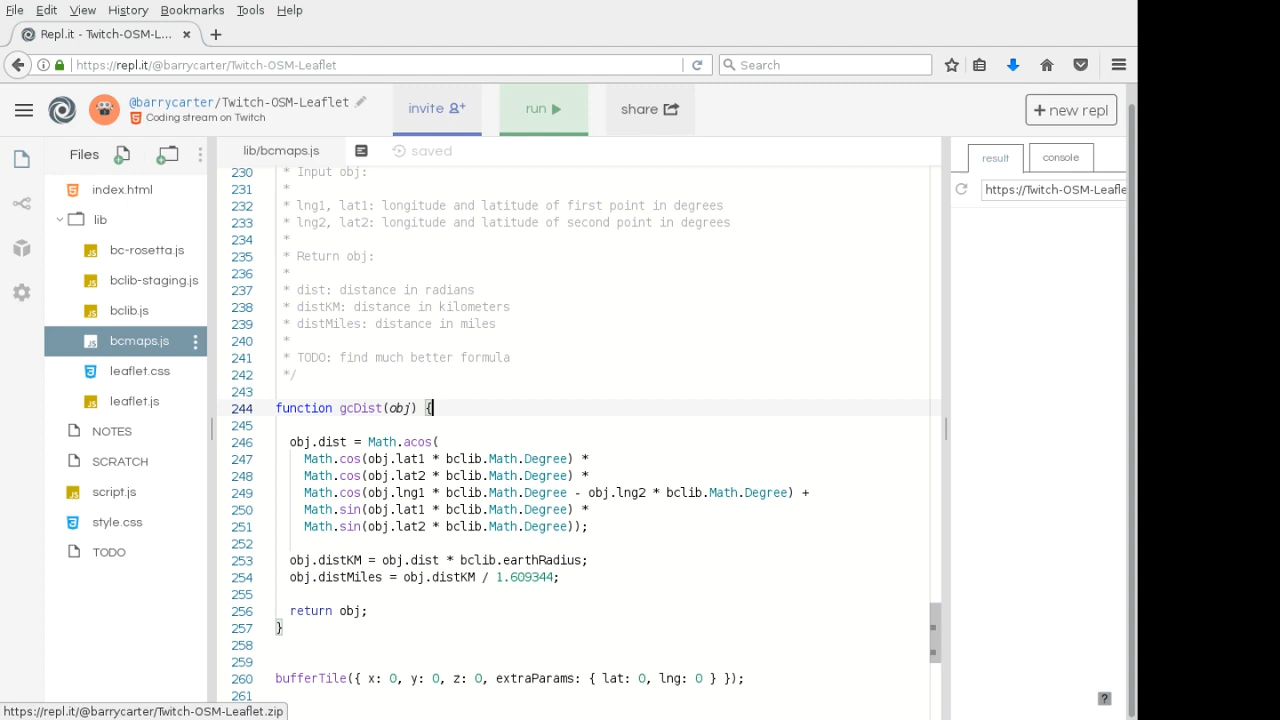 File Edit View History Bookmarks Tools Help
Repl.it - Twitch-OSM-L...
https://repl.it/@barrycarter/Twitch-OSM-Leaflet
Search
@barrycarter/Twitch-OSM-Leaflet
Coding stream on Twitch
invite
run
share
+ new repl
Files
lib/bcmaps.js
saved
result
console
https://Twitch-OSM-Leafle
index.html
lib
bc-rosetta.js
bclib-staging.js
bclib.js
bcmaps.js
leaflet.css
leaflet.js
NOTES
SCRATCH
script.js
style.css
TODO
230 * Input obj:
231 *
232 * lng1, lat1: longitude and latitude of first point in degrees
233 * lng2, lat2: longitude and latitude of second point in degrees
234 *
235 * Return obj:
236 *
237 * dist: distance in radians
238 * distKM: distance in kilometers
239 * distMiles: distance in miles
240 *
241 * TODO: find much better formula
242 */
243
244 function gcDist(obj) {
245
246 obj.dist = Math.acos(
247 Math.cos(obj.lat1 * bclib.Math.Degree) *
248 Math.cos(obj.lat2 * bclib.Math.Degree) *
249 Math.cos(obj.lng1 * bclib.Math.Degree - obj.lng2 * bclib.Math.Degree) +
250 Math.sin(obj.lat1 * bclib.Math.Degree) *
251 Math.sin(obj.lat2 * bclib.Math.Degree));
252
253 obj.distKM = obj.dist * bclib.earthRadius;
254 obj.distMiles = obj.distKM / 1.609344;
255
256 return obj;
257 }
258
259
260 bufferTile({ x: 0, y: 0, z: 0, extraParams: { lat: 0, lng: 0 } });
261
https://repl.it/@barrycarter/Twitch-OSM-Leaflet.zip
?